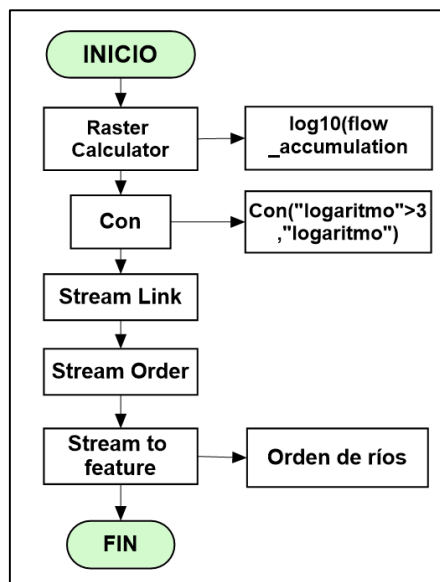 INICIO
Raster
Calculator
log10(flow
_accumulation
Con
Con("logaritmo">3
,"logaritmo")
Stream Link
Stream Order
Stream to
feature
Orden de ríos
FIN